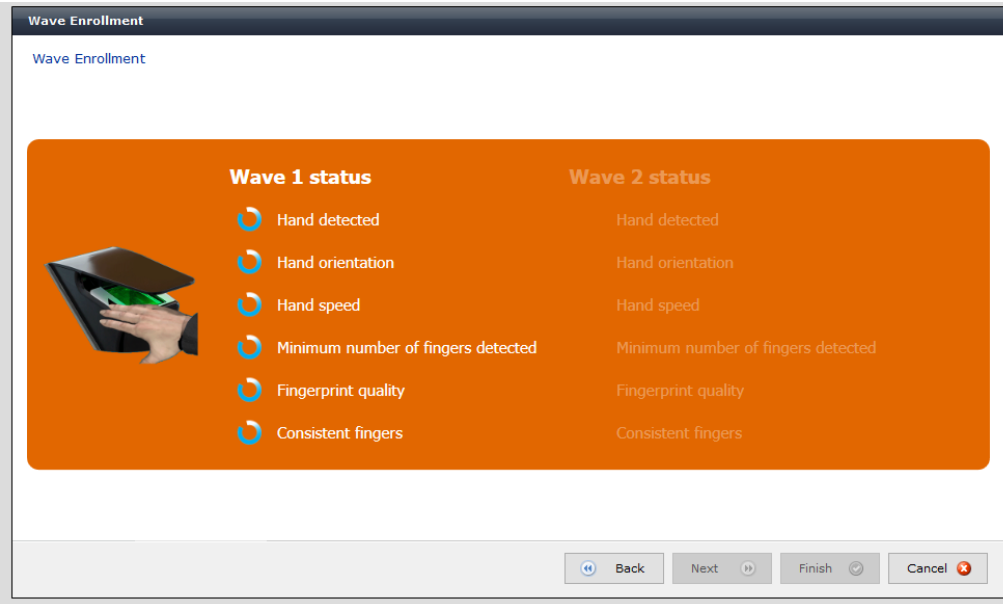 Wave Enrollment
Wave Enrollment
Wave 1 status
Hand detected
Hand orientation
Hand speed
Minimum number of fingers detected
Fingerprint quality
Consistent fingers
Wave 2 status
Hand detected
Hand orientation
Hand speed
Minimum number of fingers detected
Fingerprint quality
Consistent fingers
Back
Next
Finish
Cancel